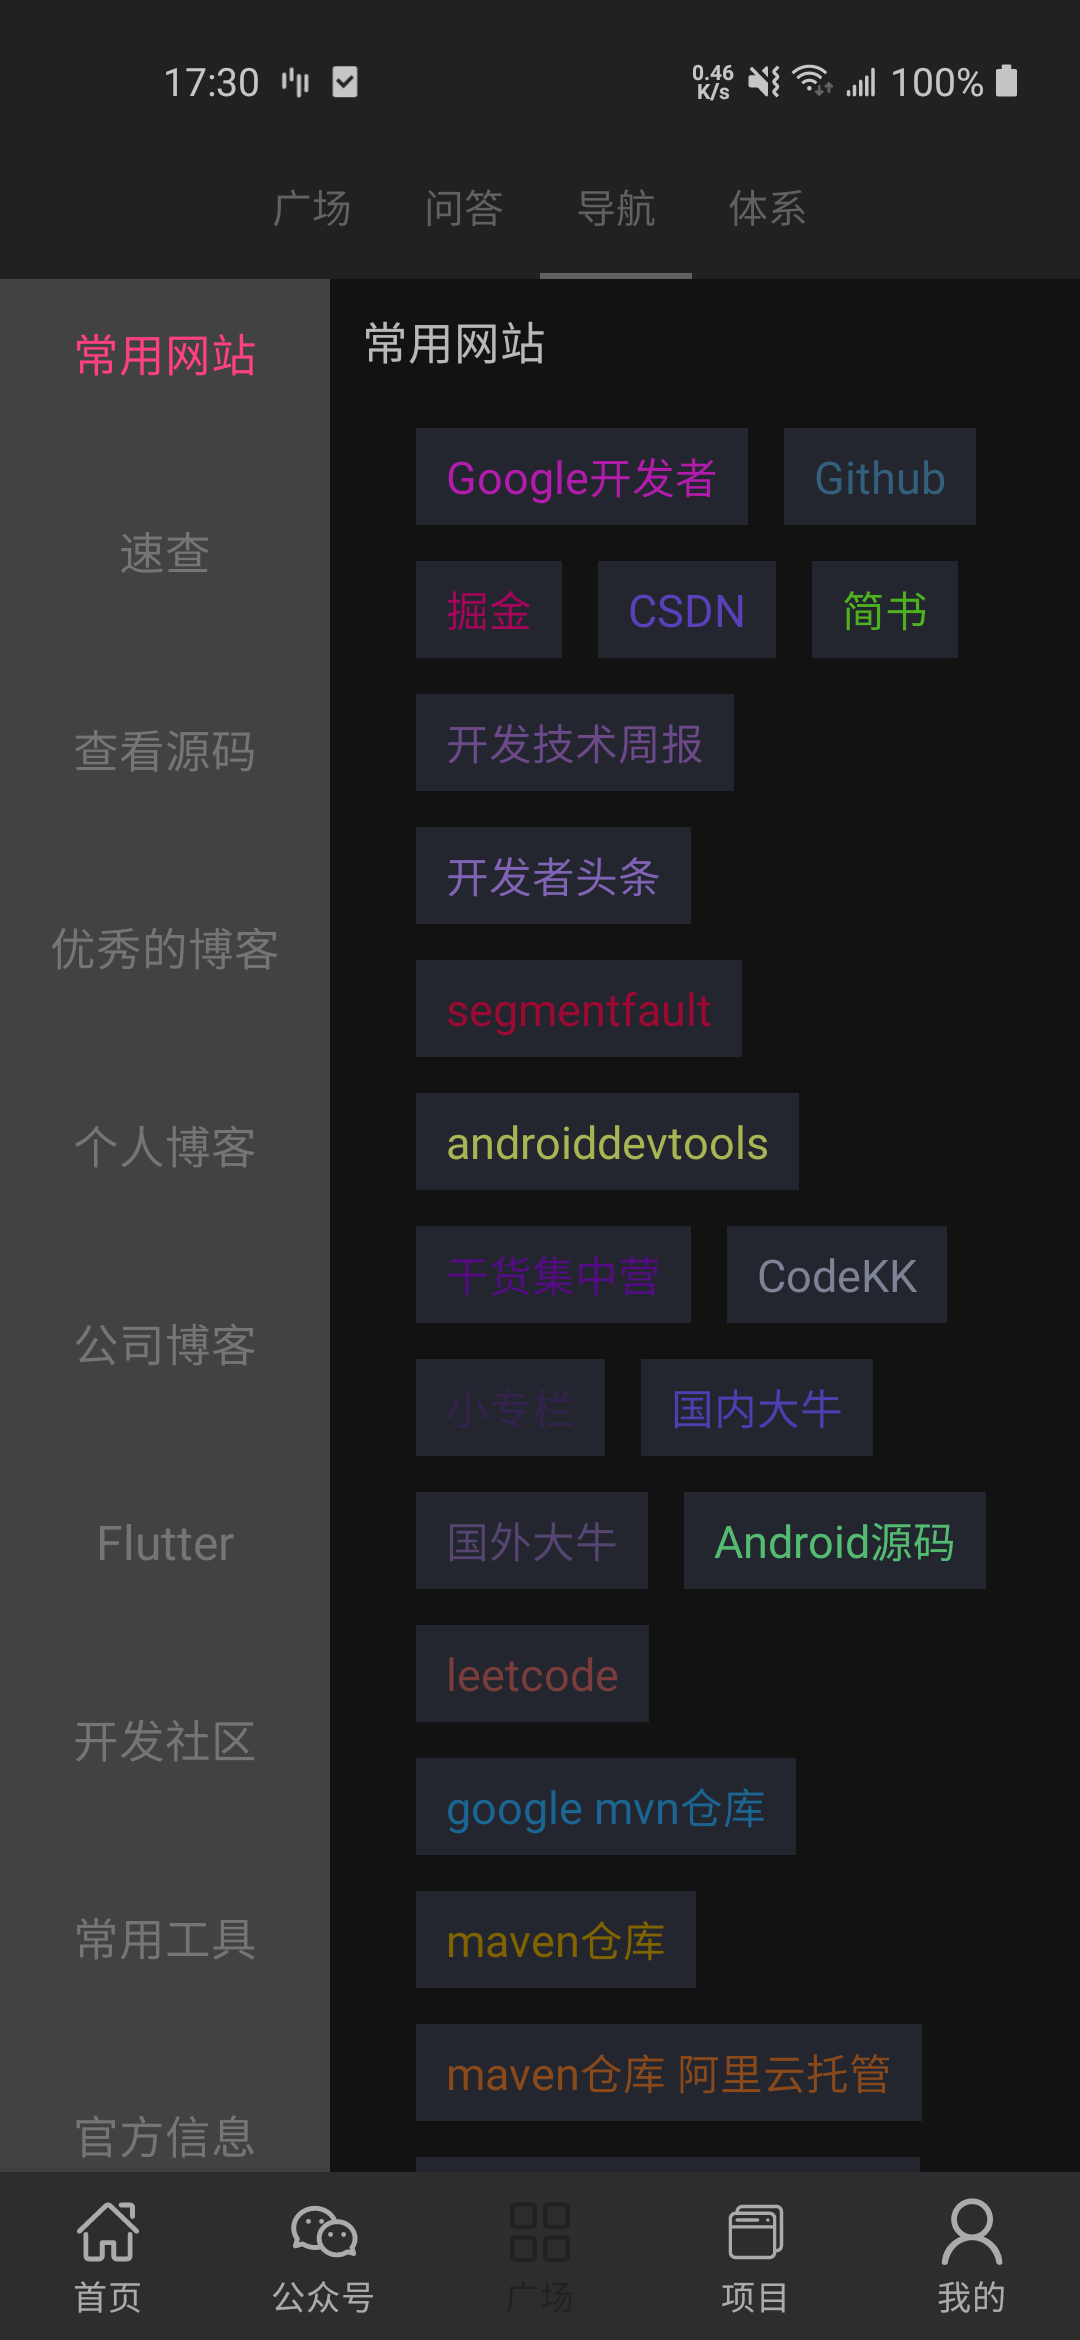 17:30 0.46 K/s 100%
广场 问答 导航 体系
常用网站
速查
查看源码
优秀的博客
个人博客
公司博客
Flutter
开发社区
常用工具
官方信息
常用网站
Google开发者 Github
掘金 CSDN 简书
开发技术周报
开发者头条
segmentfault
androiddevtools
干货集中营 CodeKK
小专栏 国内大牛
国外大牛 Android源码
leetcode
google mvn仓库
maven仓库
maven仓库 阿里云托管
首页 公众号 广场 项目 我的